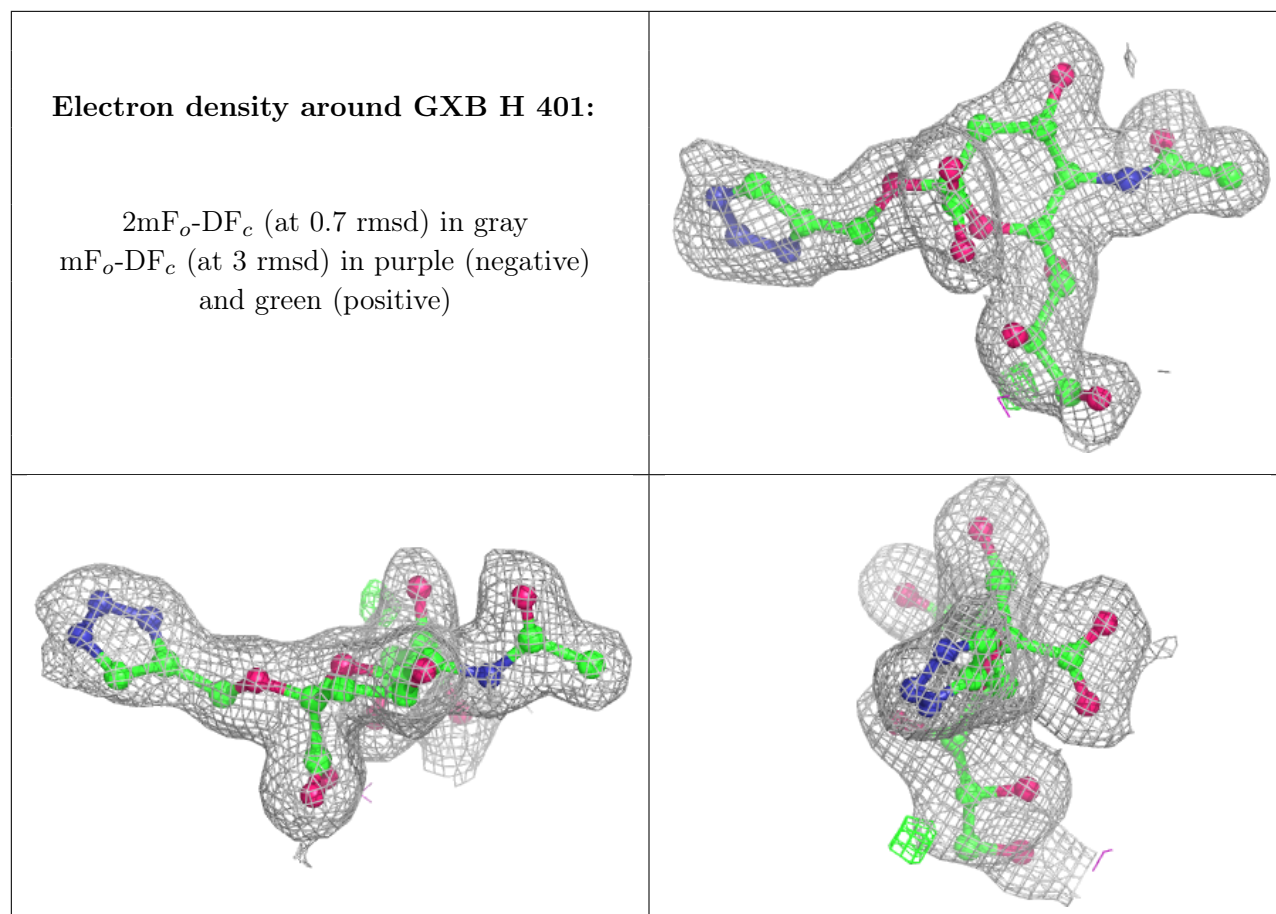 Electron density around GXB H 401:
2mFo-DFc (at 0.7 rmsd) in gray
mFo-DFc (at 3 rmsd) in purple (negative)
and green (positive)